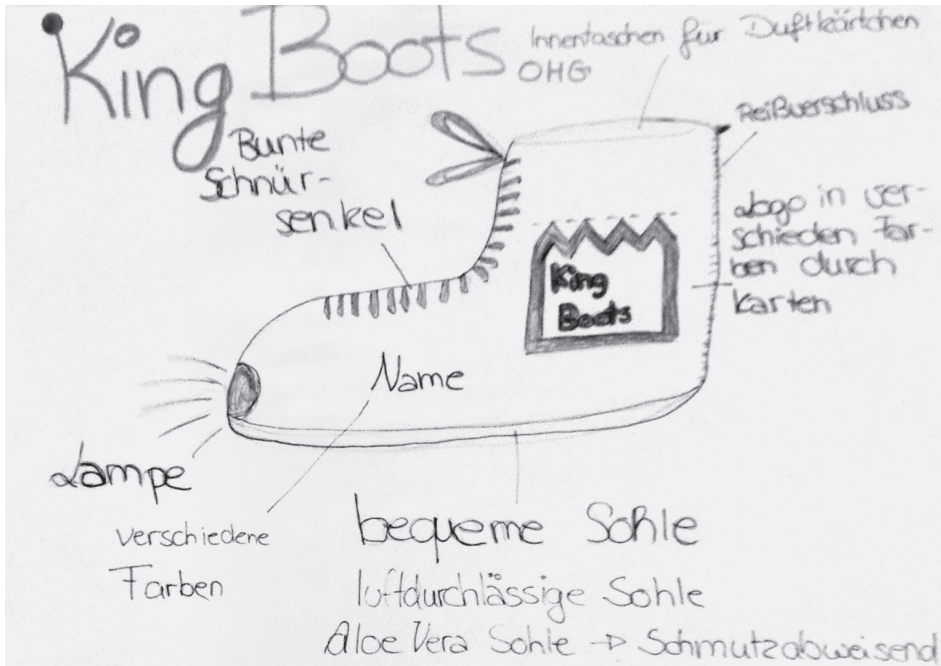 King Boots OHG
Innentaschen für Duftkärtchen
Reißverschluss
Bunte
Schnür-
senkel
Logo in ver-
schieden Far-
ben durch
Karten
King
Boots
Name
Lampe
verschiedene
Farben
bequeme Sohle
luftdurchlässige Sohle
Aloe Vera Sohle → Schmutzabweisend